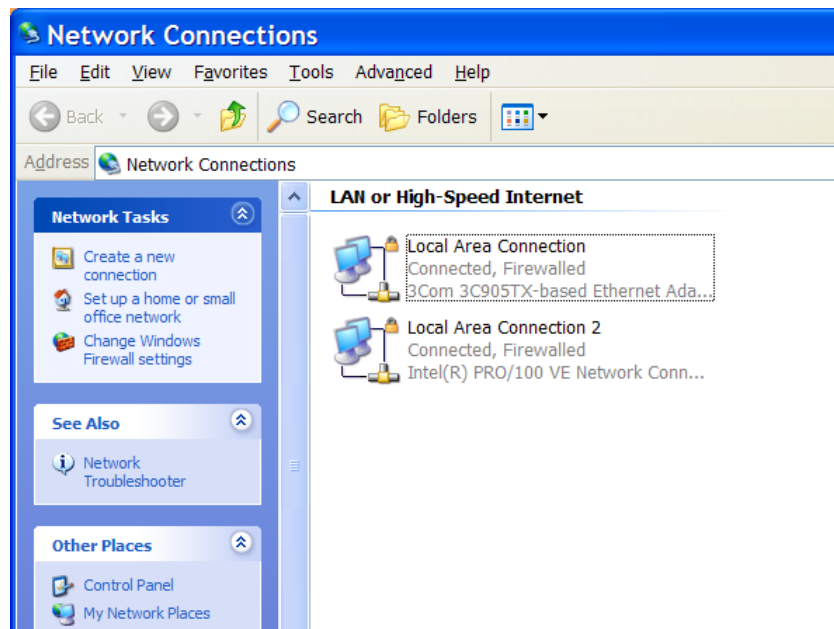 Network Connections
File Edit View Favorites Tools Advanced Help
Back Search Folders
Address Network Connections
Network Tasks
Create a new
connection
Set up a home or small
office network
Change Windows
Firewall settings
See Also
Network
Troubleshooter
Other Places
Control Panel
My Network Places
LAN or High-Speed Internet
Local Area Connection
Connected, Firewalled
3Com 3C905TX-based Ethernet Ada...
Local Area Connection 2
Connected, Firewalled
Intel(R) PRO/100 VE Network Conn...